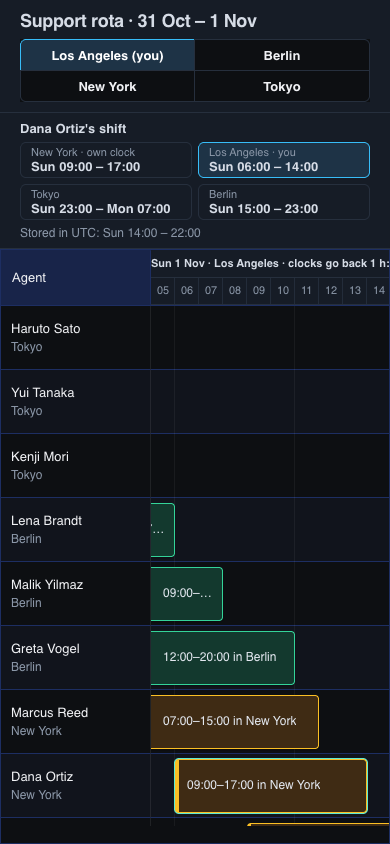 Support rota · 31 Oct – 1 Nov
Los Angeles (you)
Berlin
New York
Tokyo
Dana Ortiz's shift
New York · own clock
Sun 09:00 – 17:00
Los Angeles · you
Sun 06:00 – 14:00
Tokyo
Sun 23:00 – Mon 07:00
Berlin
Sun 15:00 – 23:00
Stored in UTC: Sun 14:00 – 22:00
Agent
Sun 1 Nov · Los Angeles · clocks go back 1 h:
05 06 07 08 09 10 11 12 13 14
Haruto Sato
Tokyo
Yui Tanaka
Tokyo
Kenji Mori
Tokyo
Lena Brandt
Berlin
…
Malik Yilmaz
Berlin
09:00–…
Greta Vogel
Berlin
12:00–20:00 in Berlin
Marcus Reed
New York
07:00–15:00 in New York
Dana Ortiz
New York
09:00–17:00 in New York